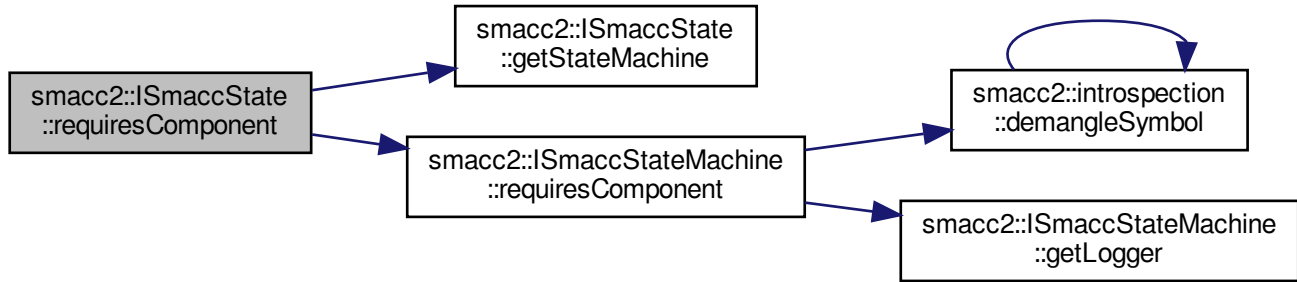 smacc2::ISmaccState
::requiresComponent
smacc2::ISmaccState
::getStateMachine
smacc2::ISmaccStateMachine
::requiresComponent
smacc2::introspection
::demangleSymbol
smacc2::ISmaccStateMachine
::getLogger